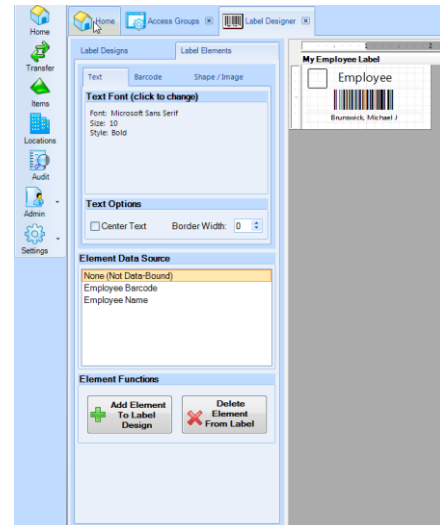 Home
Transfer
Items
Locations
Audit
Admin
Settings
Home
Access Groups
Label Designer
Label Designs
Label Elements
Text
Barcode
Shape / Image
Text Font (click to change)
Font: Microsoft Sans Serif
Size: 10
Style: Bold
Text Options
Center Text
Border Width: 0
Element Data Source
None (Not Data-Bound)
Employee Barcode
Employee Name
Element Functions
Add Element
To Label
Design
Delete
Element
From Label
1
2
My Employee Label
Employee
Brunswick, Michael J